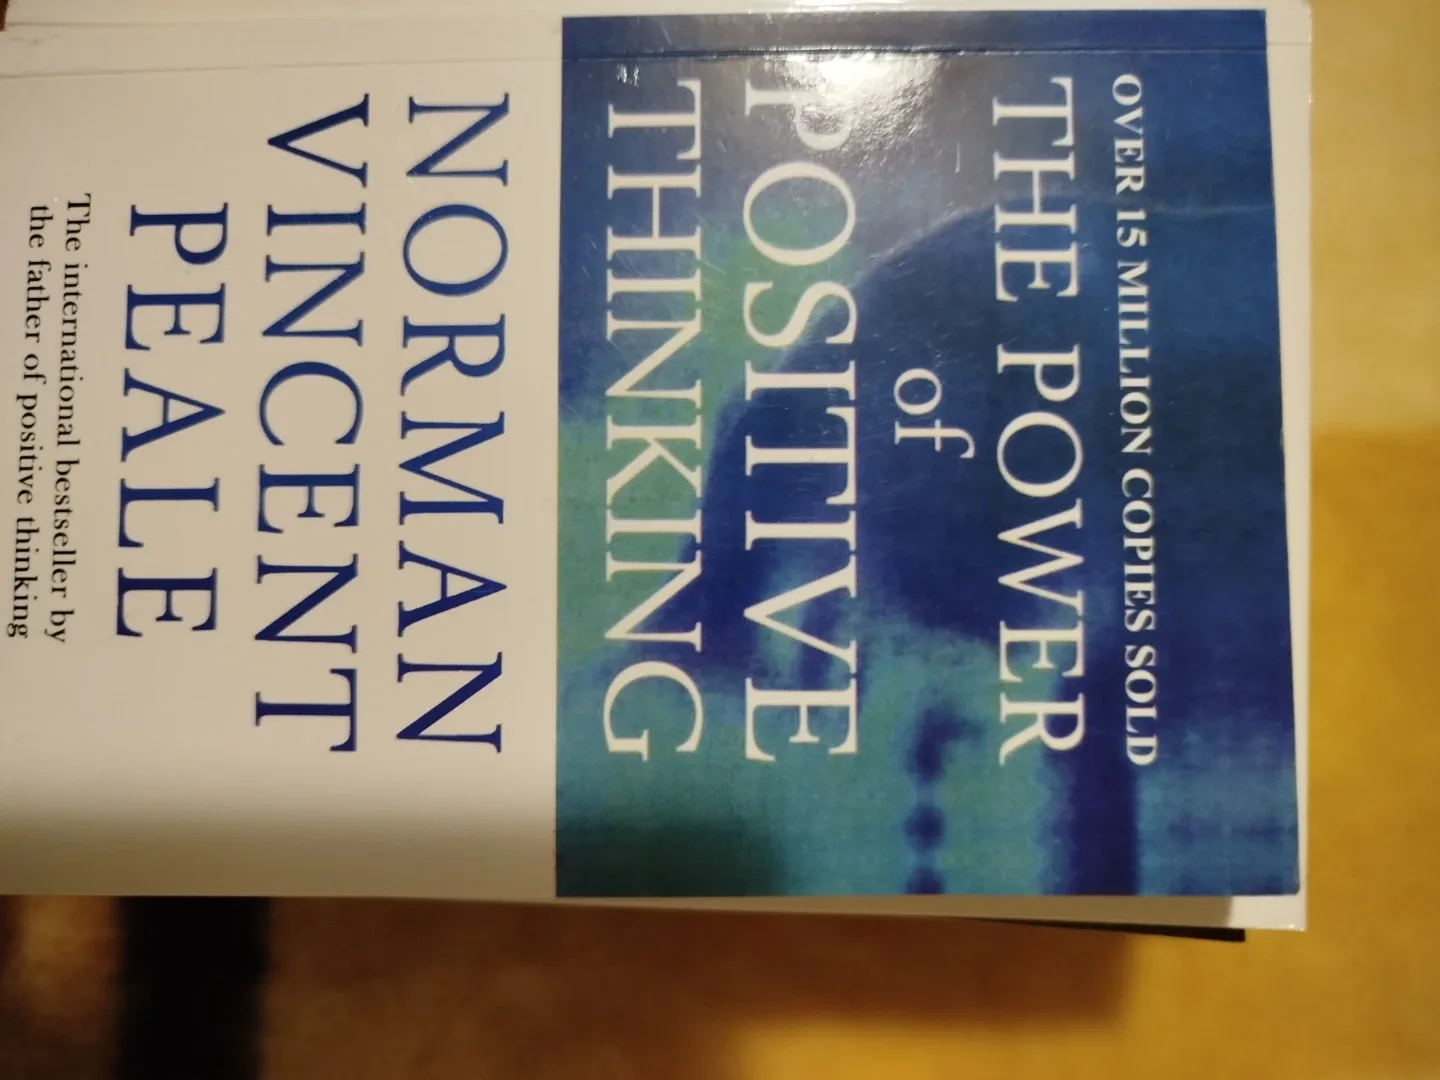 OVER 15 MILLION COPIES SOLD
THE POWER
of
POSITIVE
THINKING
NORMAN
VINCENT
PEALE
The international bestseller by
the father of positive thinking